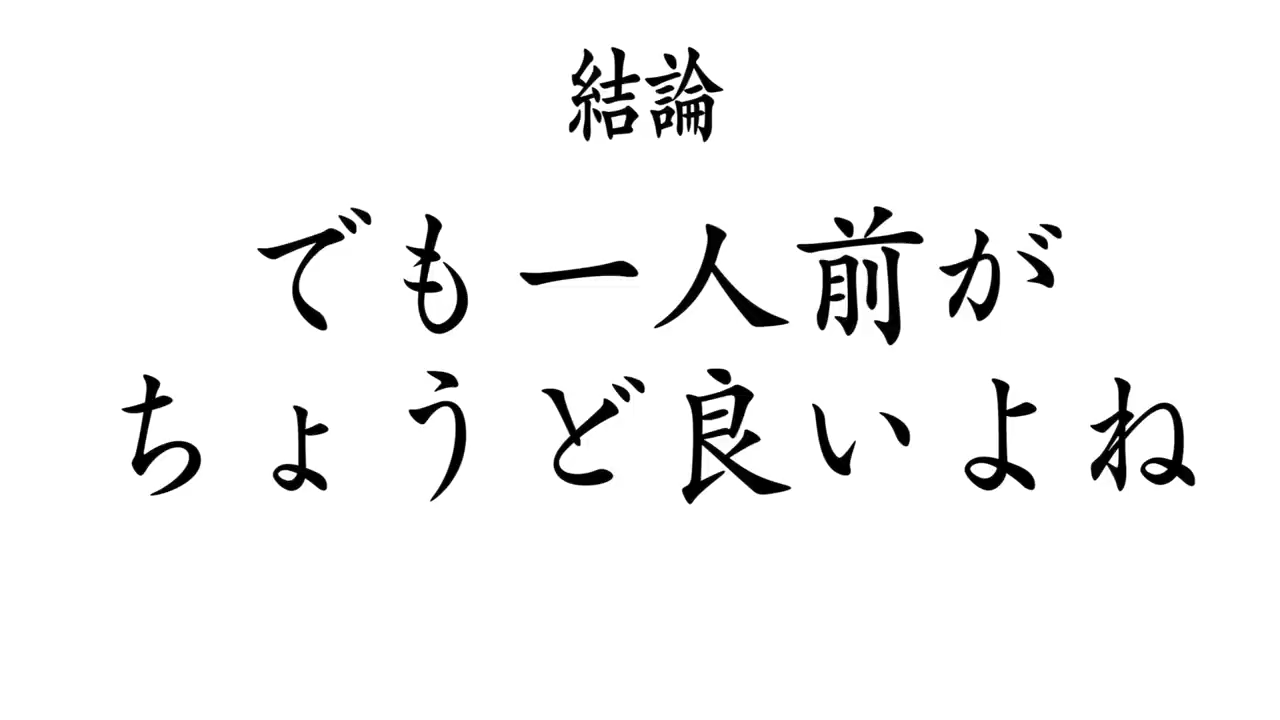 結論
でも一人前が
ちょうど良いよね